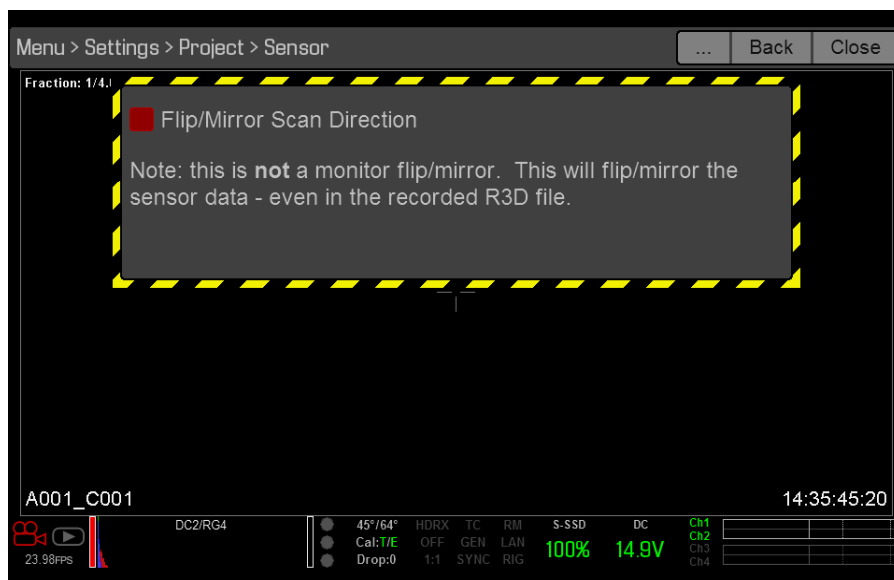 Menu > Settings > Project > Sensor
... Back Close
Fraction: 1/4.
Flip/Mirror Scan Direction
Note: this is not a monitor flip/mirror. This will flip/mirror the
sensor data - even in the recorded R3D file.
A001_C001 14:35:45:20
DC2/RG4 45°/64° HDRX TC RM S-SSD DC Ch1
Cal:T/E OFF GEN LAN 100% 14.9V Ch2
23.98FPS Drop:0 1:1 SYNC RIG Ch3
Ch4